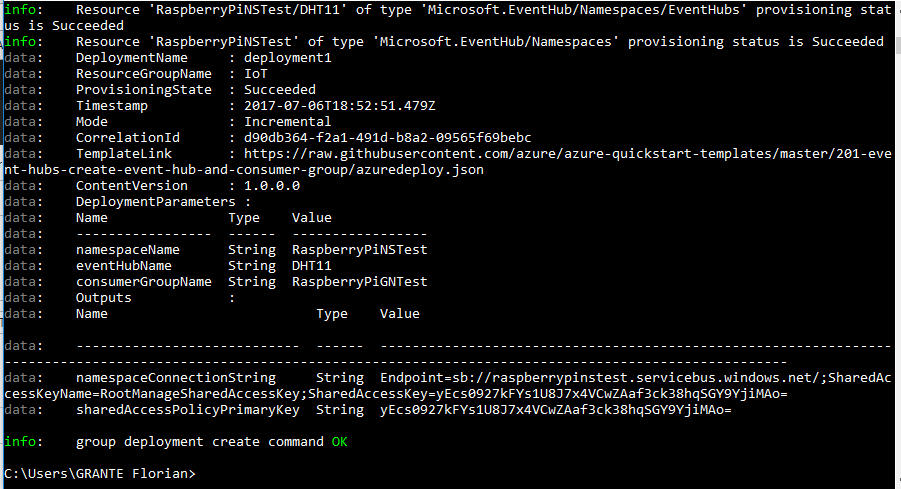 info:    Resource 'RaspberryPiNSTest/DHT11' of type 'Microsoft.EventHub/Namespaces/EventHubs' provisioning stat
us is Succeeded
info:    Resource 'RaspberryPiNSTest' of type 'Microsoft.EventHub/Namespaces' provisioning status is Succeeded
data:    DeploymentName     : deployment1
data:    ResourceGroupName  : IoT
data:    ProvisioningState  : Succeeded
data:    Timestamp          : 2017-07-06T18:52:51.479Z
data:    Mode               : Incremental
data:    CorrelationId      : d90db364-f2a1-491d-b8a2-09565f69bebc
data:    TemplateLink       : https://raw.githubusercontent.com/azure/azure-quickstart-templates/master/201-eve
nt-hubs-create-event-hub-and-consumer-group/azuredeploy.json
data:    ContentVersion     : 1.0.0.0
data:    DeploymentParameters :
data:    Name               Type    Value
data:    -----------------  ------  -----------------
data:    namespaceName      String  RaspberryPiNSTest
data:    eventHubName       String  DHT11
data:    consumerGroupName  String  RaspberryPiGNTest
data:    Outputs            :
data:    Name                          Type    Value
data:    ----------------------------  ------  ----------------------------------------------------------------
--------------------------------------------------------------------------------------------------
data:    namespaceConnectionString     String  Endpoint=sb://raspberrypinstest.servicebus.windows.net/;SharedAc
cessKeyName=RootManageSharedAccessKey;SharedAccessKey=yEcs0927kFYs1U8J7x4VCwZAaf3ck38hqSGY9YjiMAo=
data:    sharedAccessPolicyPrimaryKey  String  yEcs0927kFYs1U8J7x4VCwZAaf3ck38hqSGY9YjiMAo=
info:    group deployment create command OK
C:\Users\GRANTE Florian>